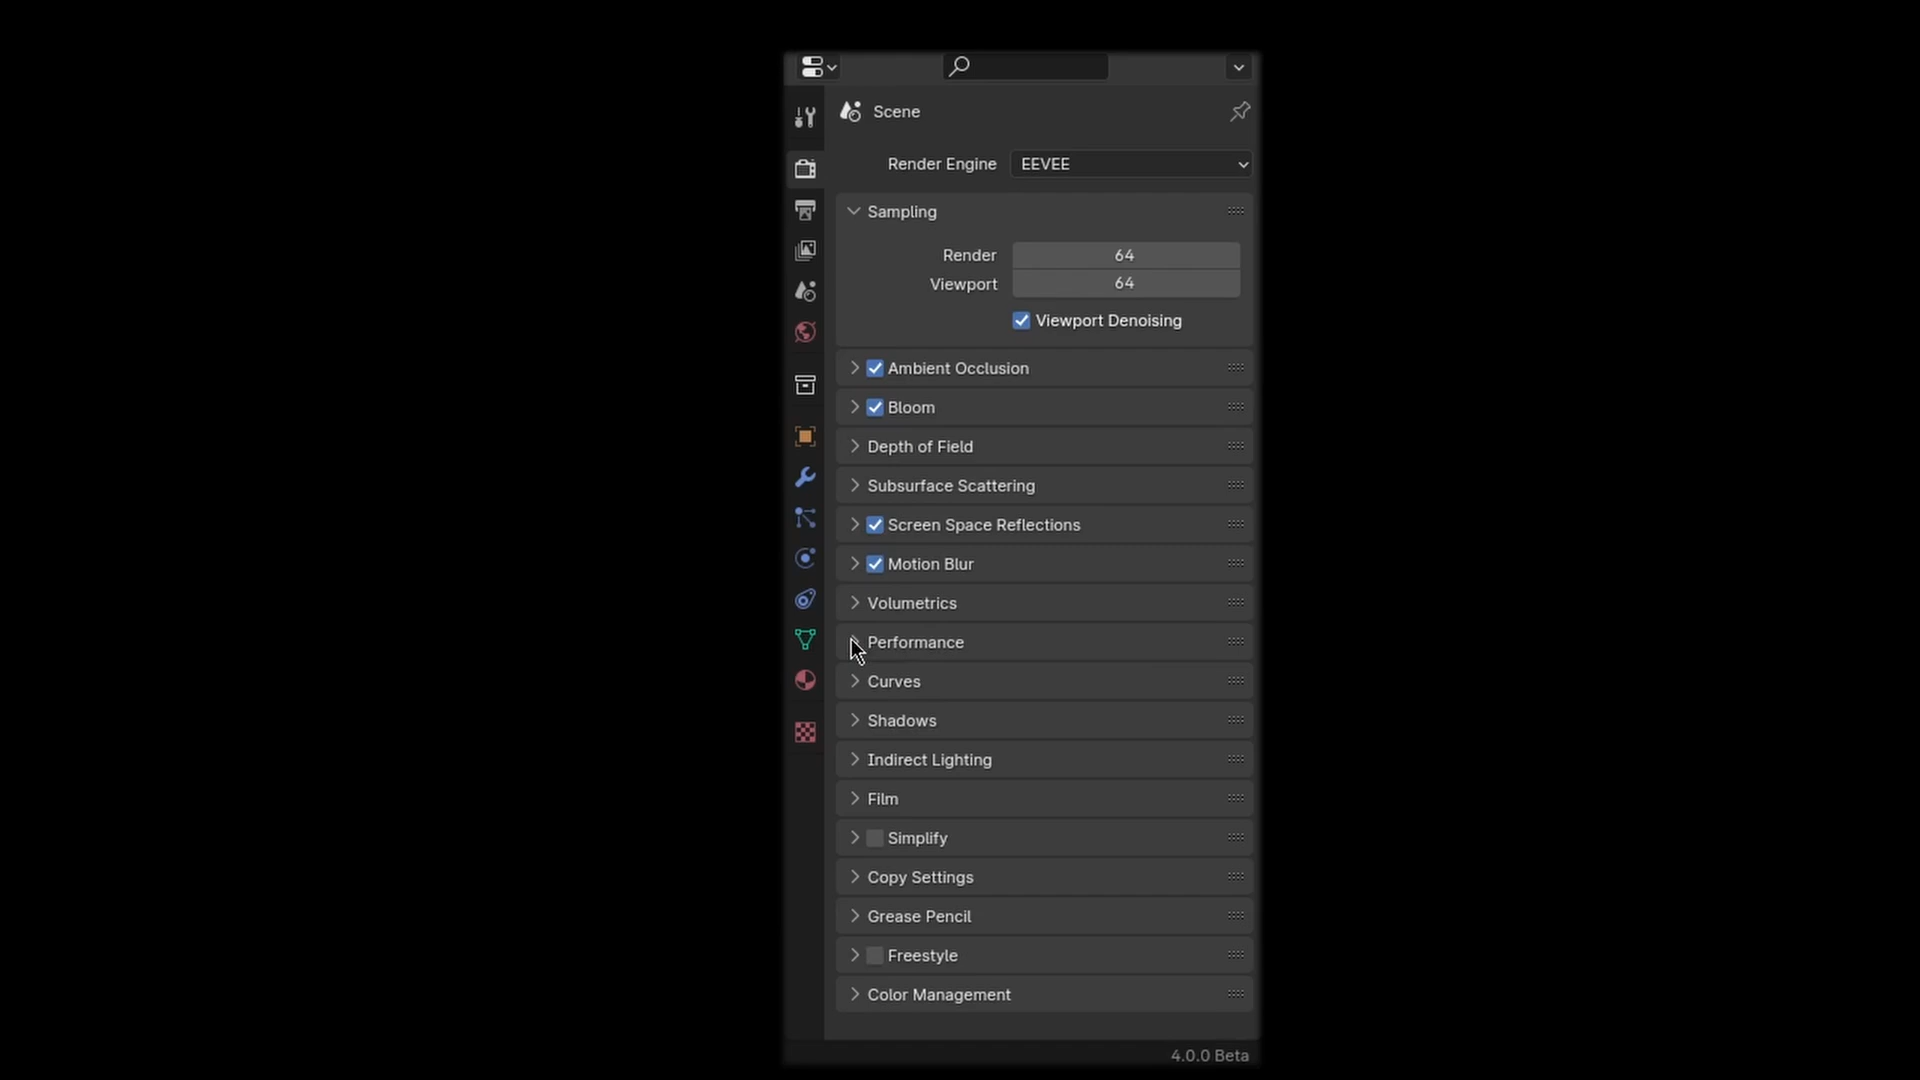 Scene
Render Engine EEVEE
Sampling
Render 64
Viewport 64
Viewport Denoising
Ambient Occlusion
Bloom
Depth of Field
Subsurface Scattering
Screen Space Reflections
Motion Blur
Volumetrics
Performance
Curves
Shadows
Indirect Lighting
Film
Simplify
Copy Settings
Grease Pencil
Freestyle
Color Management
4.0.0 Beta